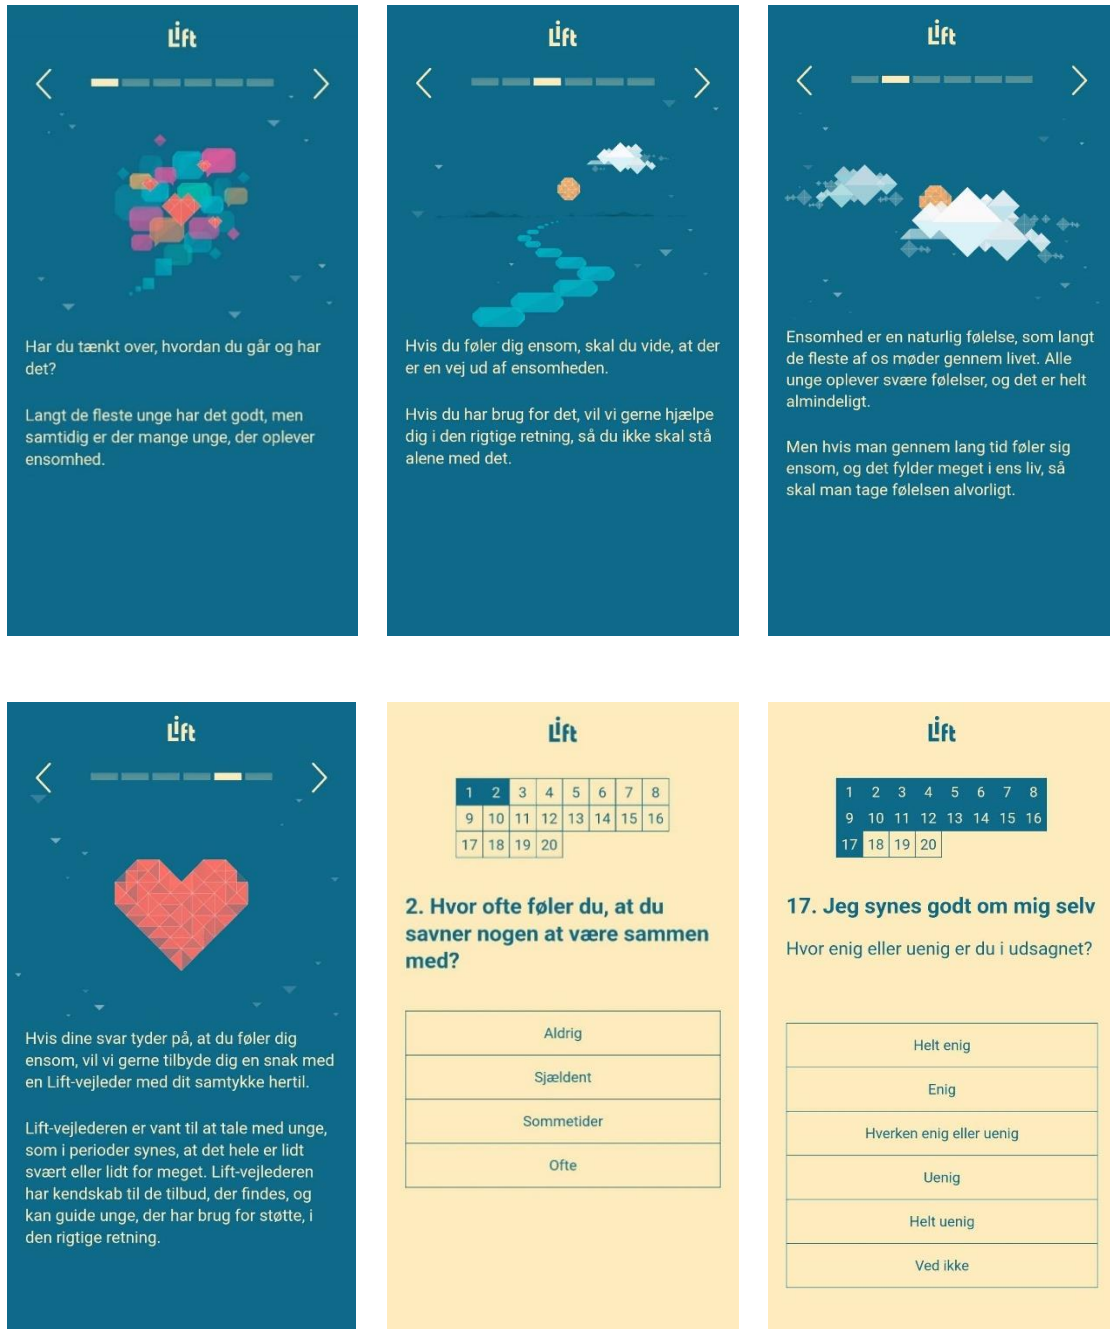 Lift
Har du tænkt over, hvordan du går og har
det?
Langt de fleste unge har det godt, men
samtidig er der mange unge, der oplever
ensomhed.
Lift
Hvis du føler dig ensom, skal du vide, at der
er en vej ud af ensomheden.
Hvis du har brug for det, vil vi gerne hjælpe
dig i den rigtige retning, så du ikke skal stå
alene med det.
Lift
Ensomhed er en naturlig følelse, som langt
de fleste af os møder gennem livet. Alle
unge oplever svære følelser, og det er helt
almindeligt.
Men hvis man gennem lang tid føler sig
ensom, og det fylder meget i ens liv, så
skal man tage følelsen alvorligt.
Lift
Hvis dine svar tyder på, at du føler dig
ensom, vil vi gerne tilbyde dig en snak med
en Lift-vejleder med dit samtykke hertil.
Lift-vejlederen er vant til at tale med unge,
som i perioder synes, at det hele er lidt
svært eller lidt for meget. Lift-vejlederen
har kendskab til de tilbud, der findes, og
kan guide unge, der har brug for støtte, i
den rigtige retning.
Lift
1 2 3 4 5 6 7 8
9 10 11 12 13 14 15 16
17 18 19 20
2. Hvor ofte føler du, at du
savner nogen at være sammen
med?
Aldrig
Sjældent
Sommetider
Ofte
Lift
1 2 3 4 5 6 7 8
9 10 11 12 13 14 15 16
17 18 19 20
17. Jeg synes godt om mig selv
Hvor enig eller uenig er du i udsagnet?
Helt enig
Enig
Hverken enig eller uenig
Uenig
Helt uenig
Ved ikke